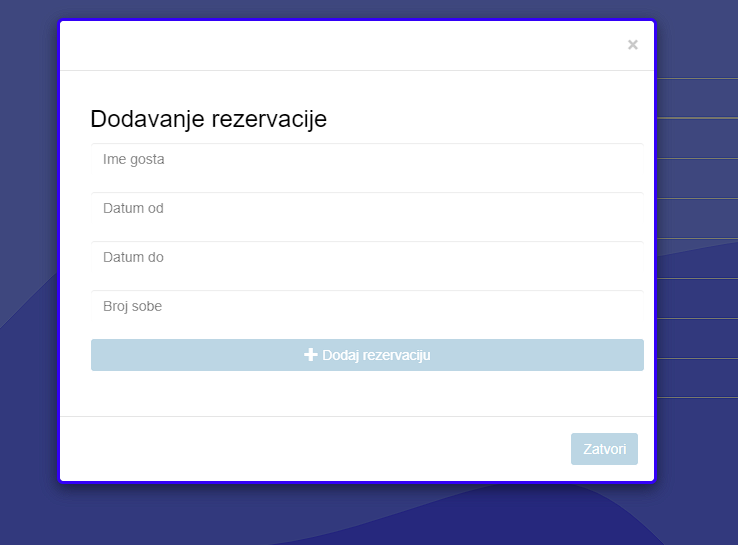 ×
Dodavanje rezervacije
Ime gosta
Datum od
Datum do
Broj sobe
Dodaj rezervaciju
Zatvori